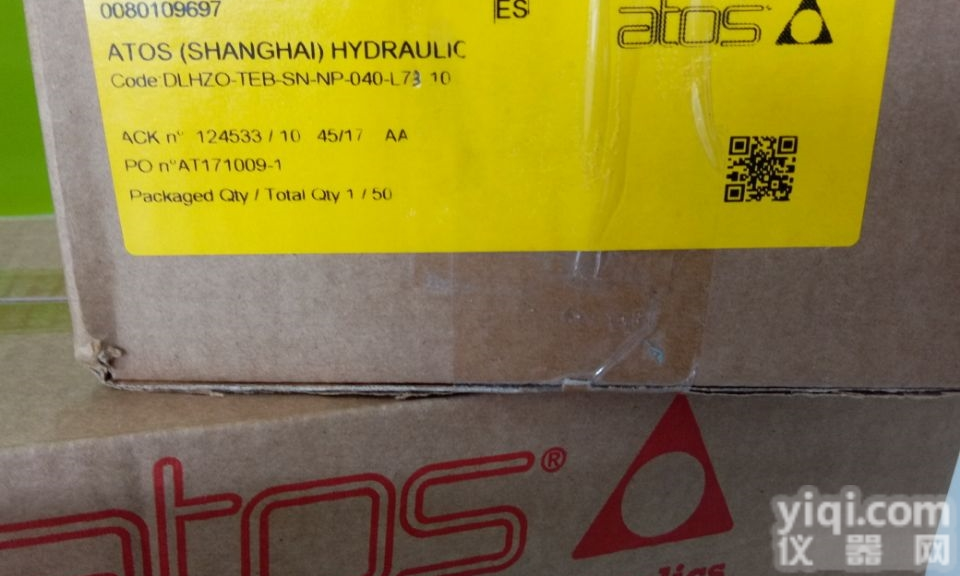 0080109697
ES
atos
ATOS (SHANGHAI) HYDRAULIC
Code:DLHZO-TEB-SN-NP-040-L73 10
ACK n° 124533 / 10 45/17 AA
PO n°AT171009-1
Packaged Qty / Total Qty 1 / 50
atos®
yiqi.com
仪器网